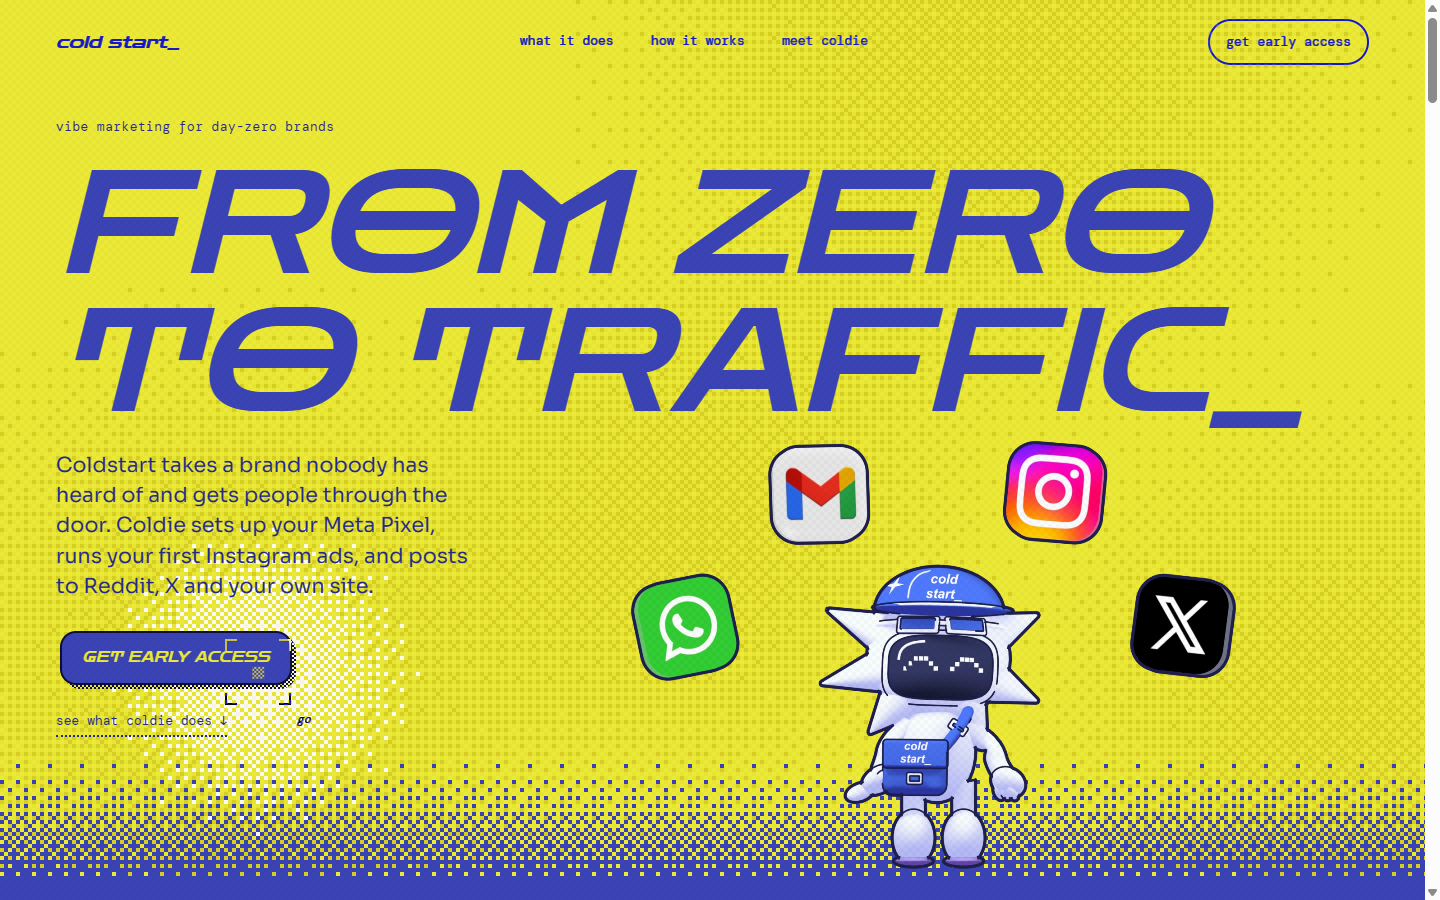 cold start_
what it does
how it works
meet coldie
get early access
vibe marketing for day-zero brands
FROM ZERO
TO TRAFFIC_
Coldstart takes a brand nobody has
heard of and gets people through the
door. Coldie sets up your Meta Pixel,
runs your first Instagram ads, and posts
to Reddit, X and your own site.
GET EARLY ACCESS
see what coldie does ↓
go
cold
start_
cold
start_